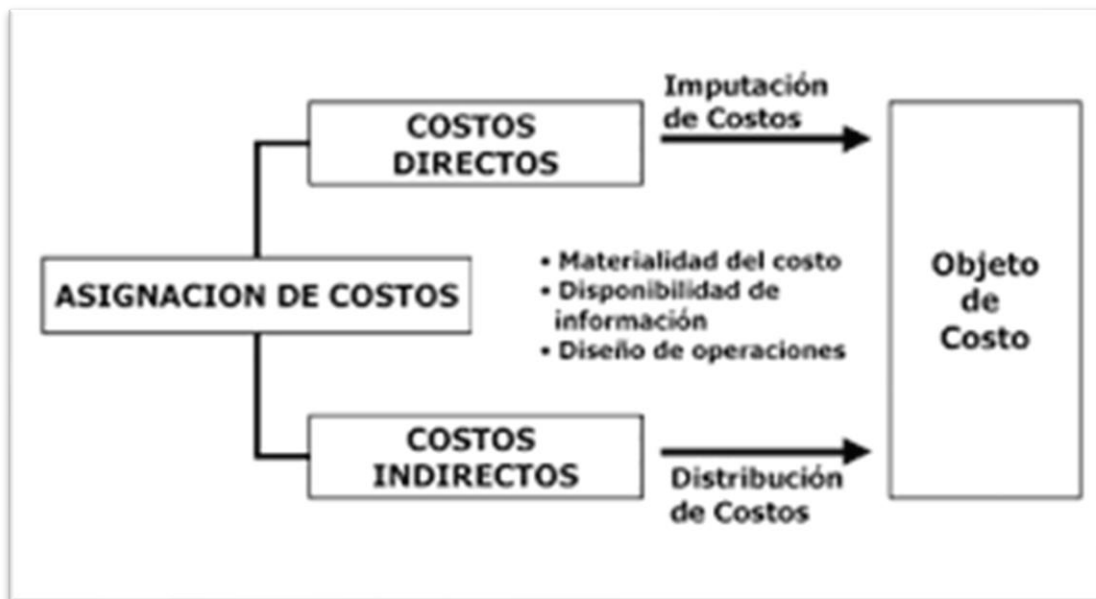 Imputación
de Costos
COSTOS
DIRECTOS
ASIGNACION DE COSTOS
• Materialidad del costo
• Disponibilidad de
información
• Diseño de operaciones
Objeto
de
Costo
COSTOS
INDIRECTOS
Distribución
de Costos